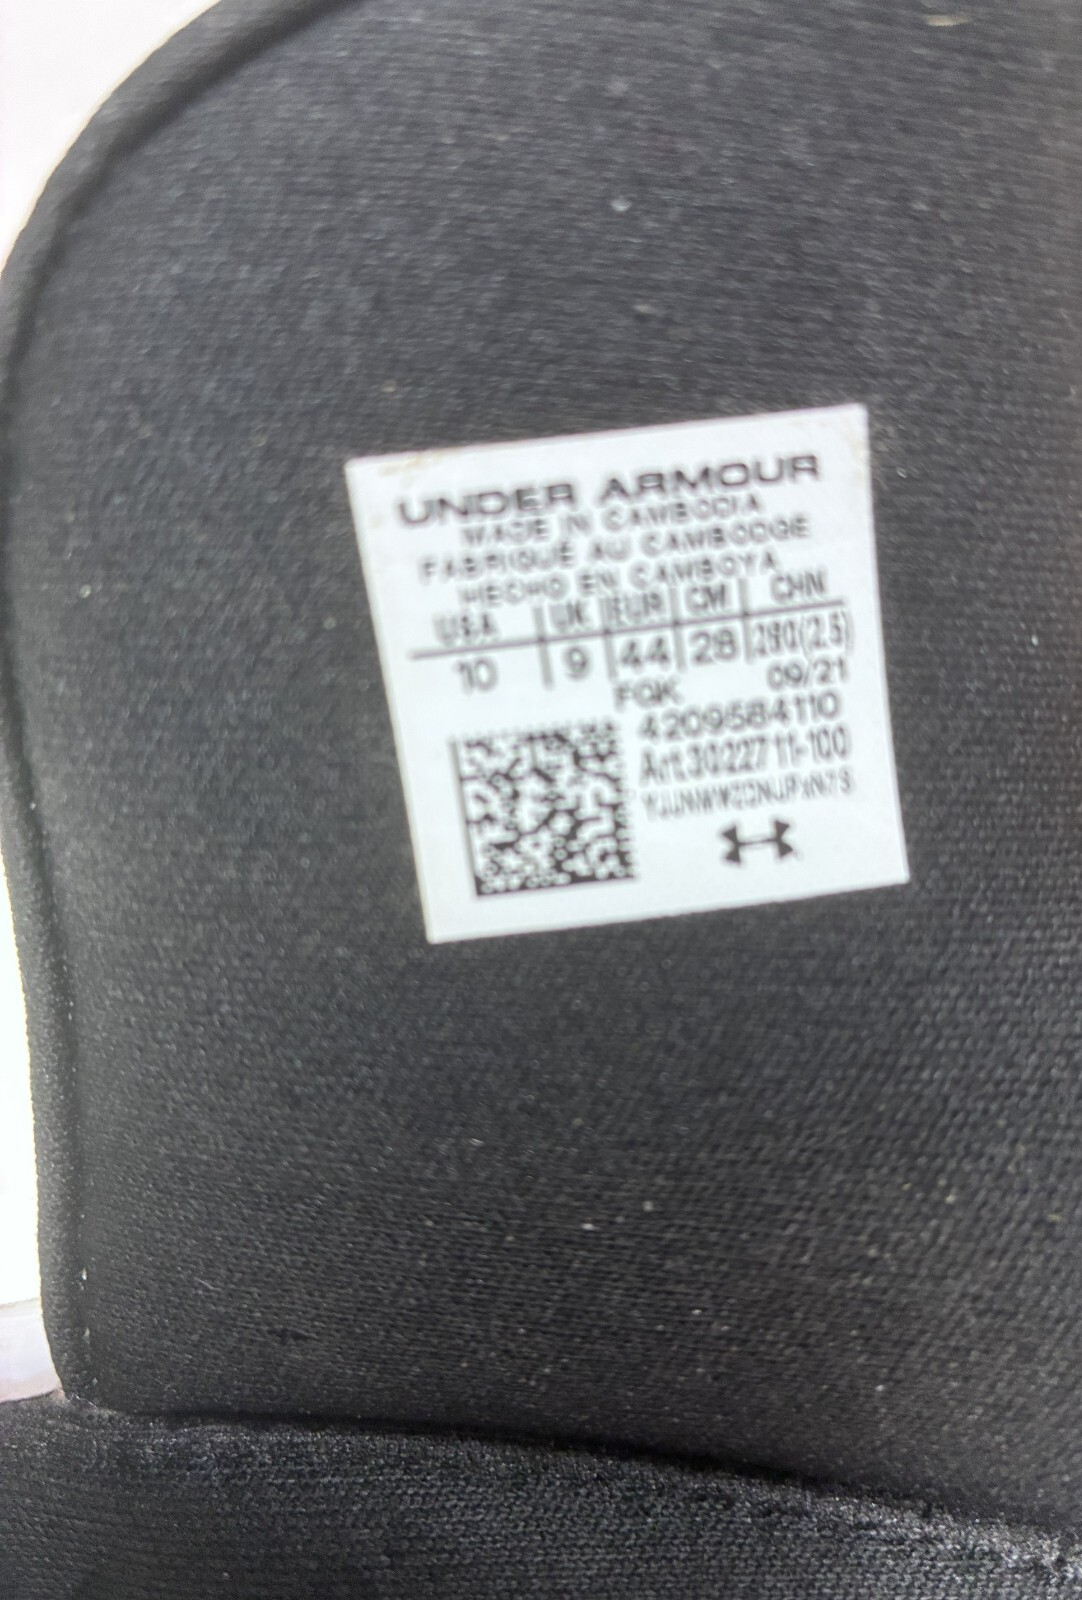 UNDER ARMOUR
MADE IN CAMBODIA
FABRIQUÉ AU CAMBODGE
HECHO EN CAMBOYA
USA UK EUR CM CHN
10 9 44 28 280(2.5)
FQK 09/21
4209584110
Art.3022711-100